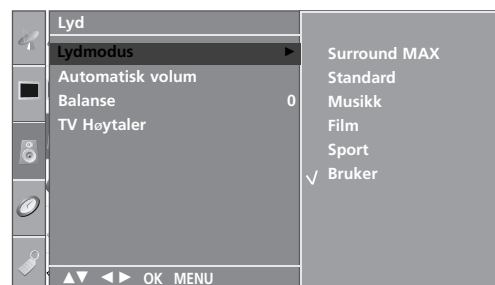 Lyd
Lydmodus ►
Automatisk volum
Balanse 0
TV Høytaler
▲▼ ◄► OK MENU
Surround MAX
Standard
Musikk
Film
Sport
√ Bruker